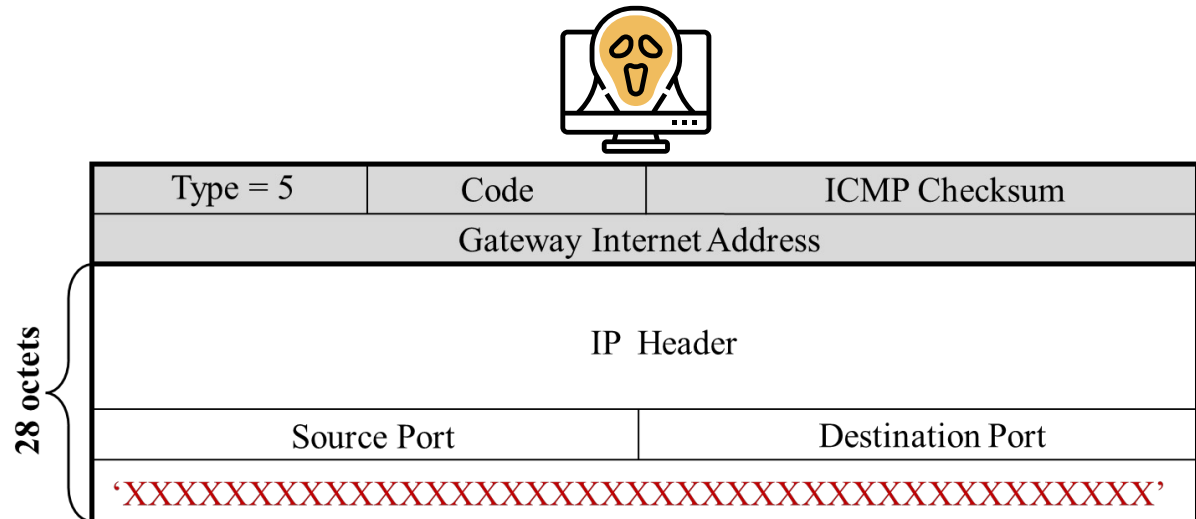 Type = 5 Code ICMP Checksum
Gateway Internet Address
28 octets
IP Header
Source Port Destination Port
‘XXXXXXXXXXXXXXXXXXXXXXXXXXXXXXXXXXXXXXXXX’